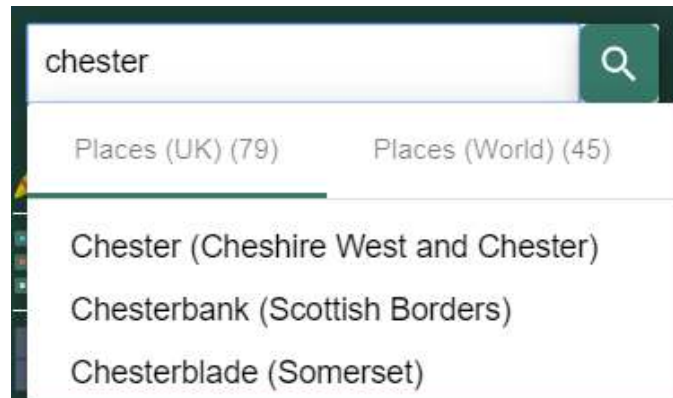 chester
Places (UK) (79) Places (World) (45)
Chester (Cheshire West and Chester)
Chesterbank (Scottish Borders)
Chesterblade (Somerset)